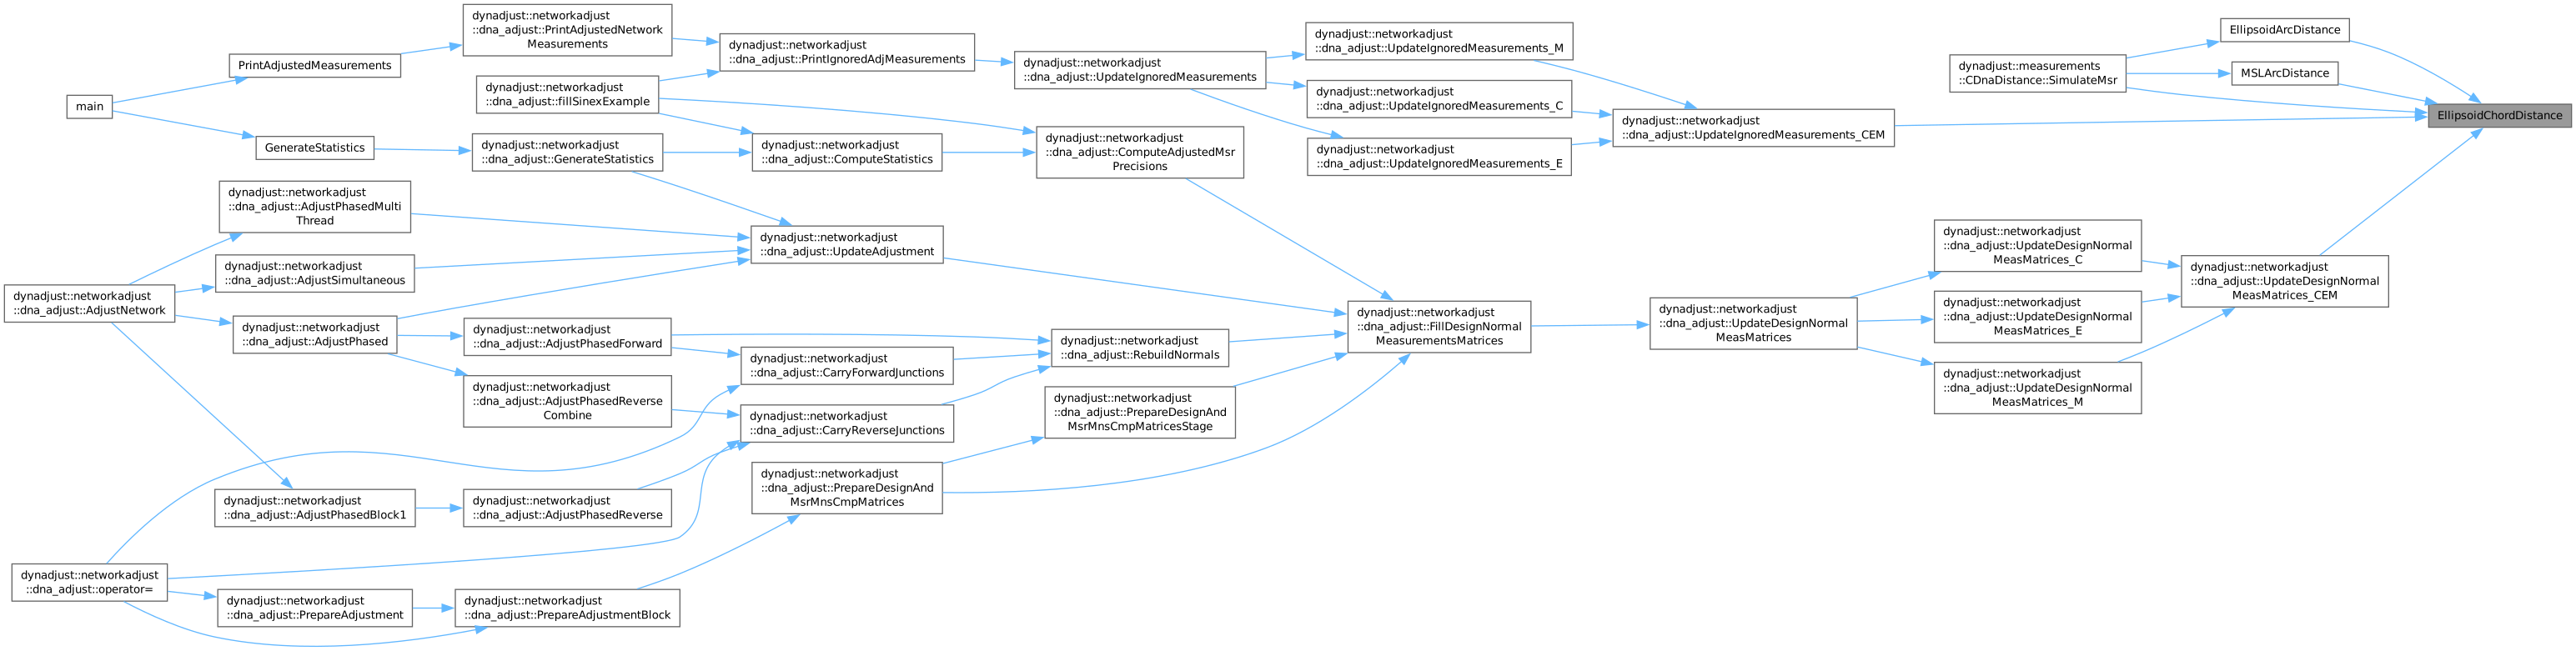 main
PrintAdjustedMeasurements
GenerateStatistics
dynadjust::networkadjust
::dna_adjust::PrintAdjustedNetwork
Measurements
dynadjust::networkadjust
::dna_adjust::fillSinexExample
dynadjust::networkadjust
::dna_adjust::GenerateStatistics
dynadjust::networkadjust
::dna_adjust::PrintIgnoredAdjMeasurements
dynadjust::networkadjust
::dna_adjust::ComputeStatistics
dynadjust::networkadjust
::dna_adjust::UpdateIgnoredMeasurements
dynadjust::networkadjust
::dna_adjust::ComputeAdjustedMsr
Precisions
dynadjust::networkadjust
::dna_adjust::UpdateIgnoredMeasurements_M
dynadjust::networkadjust
::dna_adjust::UpdateIgnoredMeasurements_C
dynadjust::networkadjust
::dna_adjust::UpdateIgnoredMeasurements_E
dynadjust::networkadjust
::dna_adjust::UpdateIgnoredMeasurements_CEM
dynadjust::measurements
::CDnaDistance::SimulateMsr
EllipsoidArcDistance
MSLArcDistance
EllipsoidChordDistance
dynadjust::networkadjust
::dna_adjust::AdjustNetwork
dynadjust::networkadjust
::dna_adjust::AdjustPhasedMulti
Thread
dynadjust::networkadjust
::dna_adjust::AdjustSimultaneous
dynadjust::networkadjust
::dna_adjust::AdjustPhased
dynadjust::networkadjust
::dna_adjust::UpdateAdjustment
dynadjust::networkadjust
::dna_adjust::AdjustPhasedForward
dynadjust::networkadjust
::dna_adjust::AdjustPhasedReverse
Combine
dynadjust::networkadjust
::dna_adjust::CarryForwardJunctions
dynadjust::networkadjust
::dna_adjust::CarryReverseJunctions
dynadjust::networkadjust
::dna_adjust::RebuildNormals
dynadjust::networkadjust
::dna_adjust::PrepareDesignAnd
MsrMnsCmpMatricesStage
dynadjust::networkadjust
::dna_adjust::FillDesignNormal
MeasurementsMatrices
dynadjust::networkadjust
::dna_adjust::UpdateDesignNormal
MeasMatrices
dynadjust::networkadjust
::dna_adjust::UpdateDesignNormal
MeasMatrices_C
dynadjust::networkadjust
::dna_adjust::UpdateDesignNormal
MeasMatrices_E
dynadjust::networkadjust
::dna_adjust::UpdateDesignNormal
MeasMatrices_M
dynadjust::networkadjust
::dna_adjust::UpdateDesignNormal
MeasMatrices_CEM
dynadjust::networkadjust
::dna_adjust::AdjustPhasedBlock1
dynadjust::networkadjust
::dna_adjust::AdjustPhasedReverse
dynadjust::networkadjust
::dna_adjust::PrepareDesignAnd
MsrMnsCmpMatrices
dynadjust::networkadjust
::dna_adjust::operator=
dynadjust::networkadjust
::dna_adjust::PrepareAdjustment
dynadjust::networkadjust
::dna_adjust::PrepareAdjustmentBlock